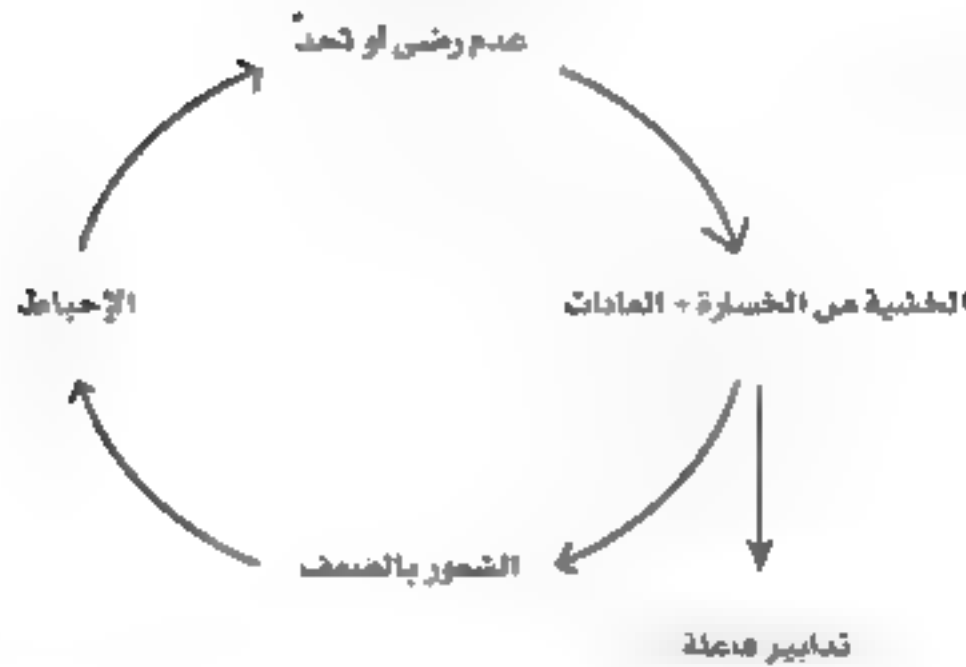 عدم رضى أو تحدّ
الخشية من الخسارة + العادات
الإحباط
الشعور بالضعف
تدابير